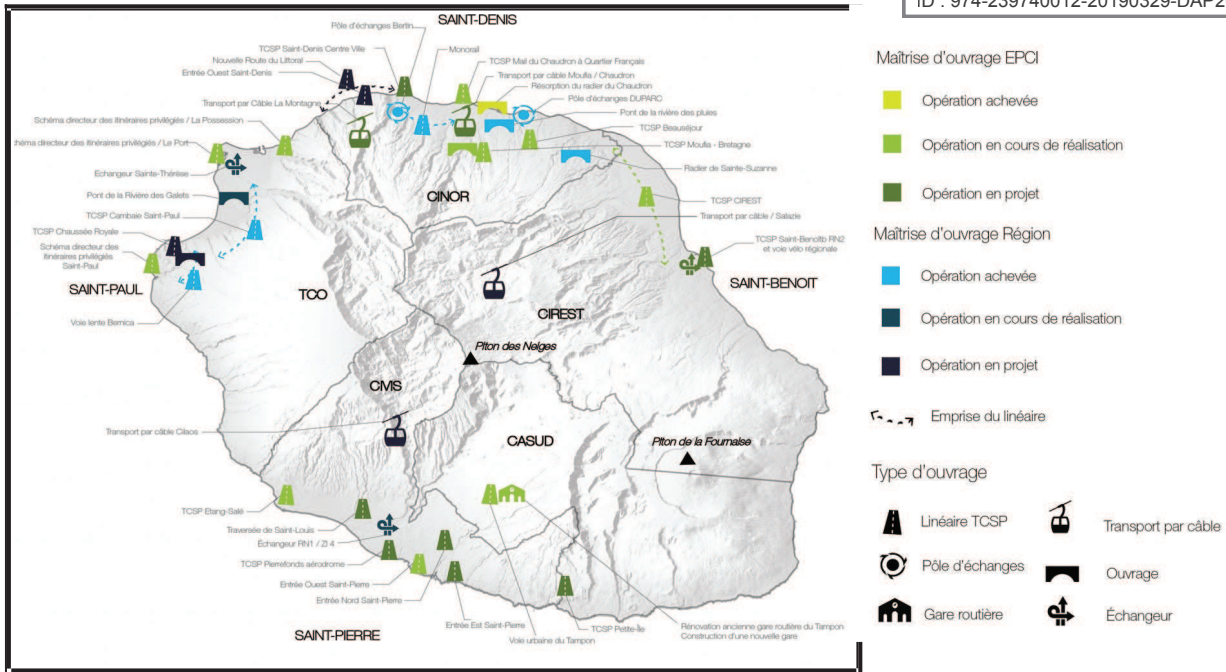 ID : 974-239740012-20190329-DAP2
SAINT-DENIS
Pôle d'échanges Bertin
TCSP Saint-Denis Centre Ville
Monorail
Nouvelle Route du Littoral
TCSP Mail du Chaudron à Quartier Français
Entrée Ouest Saint-Denis
Transport par câble Moufia / Chaudron
Résorption du radier du Chaudron
Transport par Câble La Montagne
Pôle d'échanges DUPARC
Pont de la rivière des pluies
Schéma directeur des itinéraires privilégiés / La Possession
TCSP Beauséjour
chéma directeur des itinéraires privilégiés / Le Port
TCSP Moufia - Bretagne
Echangeur Sainte-Thérèse
Radier de Sainte-Suzanne
Pont de la Rivière des Galets
CINOR
TCSP CIREST
TCSP Cambaie Saint-Paul
Transport par câble / Salazie
TCSP Chaussée Royale
TCSP Saint-Benoitb RN2
et voie vélo régionale
Schéma directeur des
itinéraires privilégiés
Saint-Paul
SAINT-PAUL
TCO
SAINT-BENOIT
CIREST
Voie lente Bernica
Piton des Neiges
CMS
Transport par câble Cilaos
CASUD
Piton de la Fournaise
TCSP Etang-Salé
Traversée de Saint-Louis
Échangeur RN1 / ZI 4
TCSP Pierrefonds aérodrome
Entrée Ouest Saint-Pierre
Entrée Nord Saint-Pierre
Entrée Est Saint-Pierre
TCSP Petite-Île
Rénovation ancienne gare routière du Tampon
Construction d'une nouvelle gare
SAINT-PIERRE
Voie urbaine du Tampon
Maîtrise d'ouvrage EPCI
Opération achevée
Opération en cours de réalisation
Opération en projet
Maîtrise d'ouvrage Région
Opération achevée
Opération en cours de réalisation
Opération en projet
Emprise du linéaire
Type d'ouvrage
Linéaire TCSP
Transport par câble
Pôle d'échanges
Ouvrage
Gare routière
Échangeur